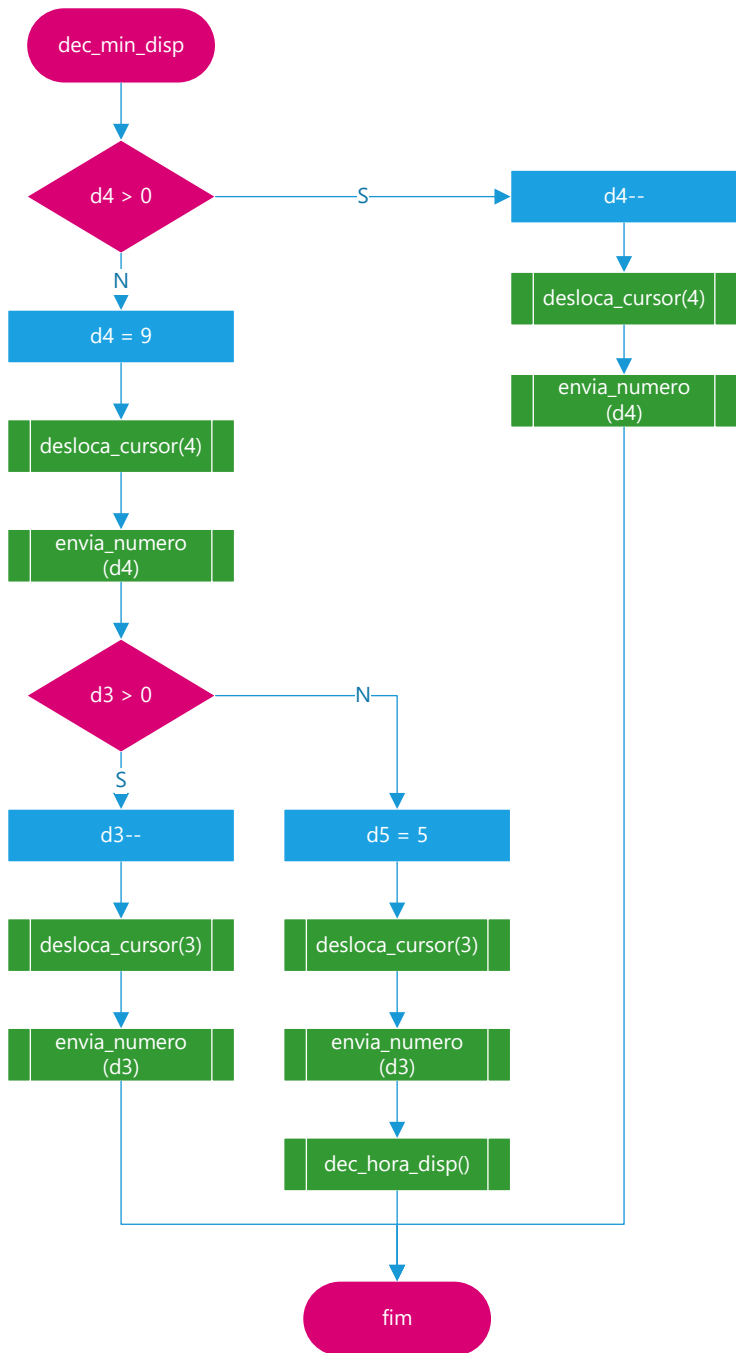 dec_min_disp
d4 > 0
S
d4--
desloca_cursor(4)
envia_numero
(d4)
N
d4 = 9
desloca_cursor(4)
envia_numero
(d4)
d3 > 0
N
S
d3--
desloca_cursor(3)
envia_numero
(d3)
d5 = 5
desloca_cursor(3)
envia_numero
(d3)
dec_hora_disp()
fim